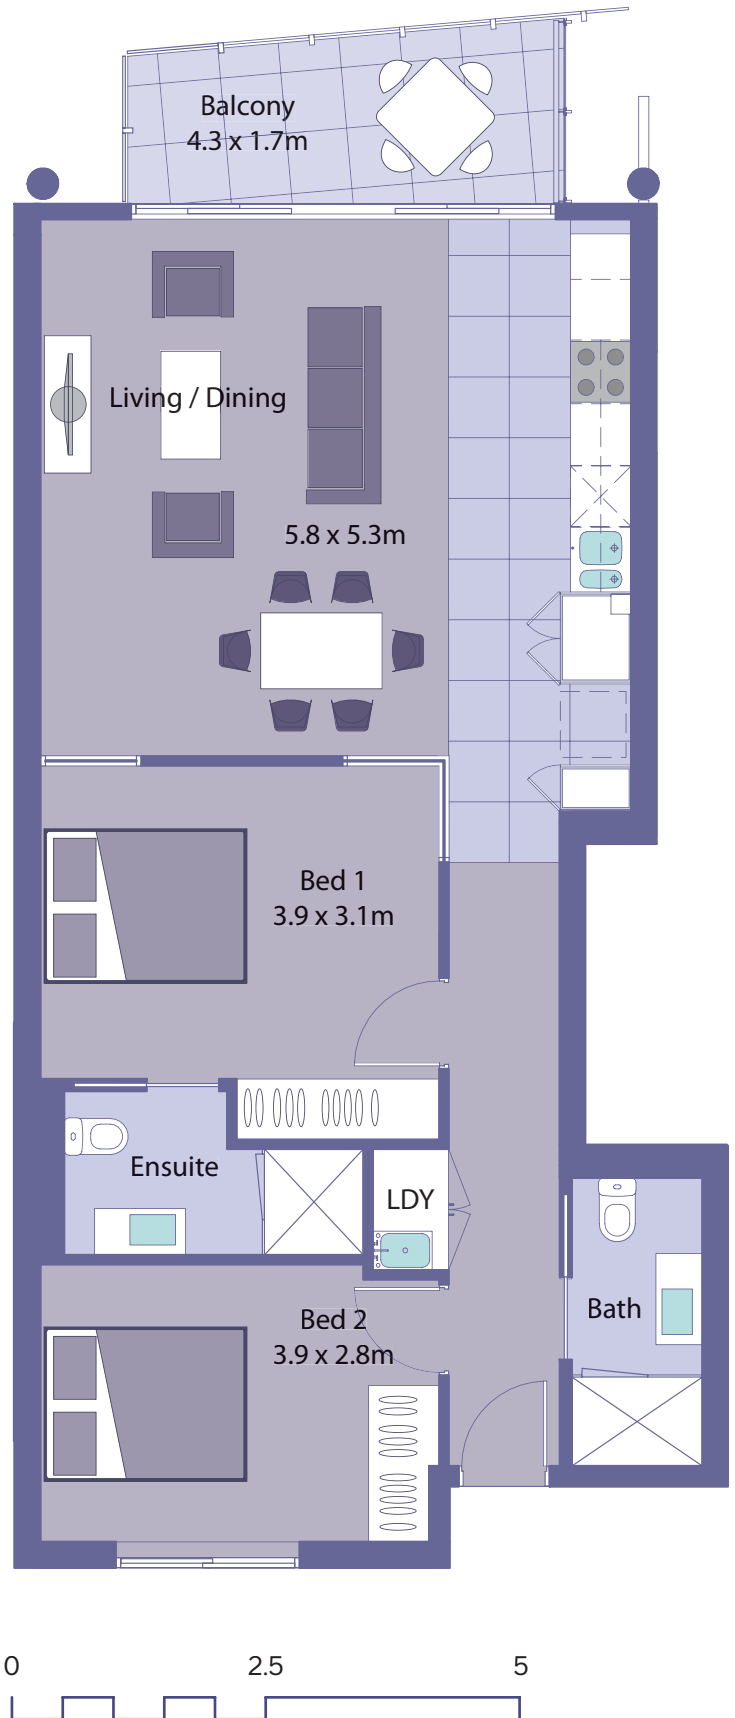 Balcony
4.3 x 1.7m
Living / Dining
5.8 x 5.3m
Bed 1
3.9 x 3.1m
Ensuite
LDY
Bath
Bed 2
3.9 x 2.8m
0 2.5 5